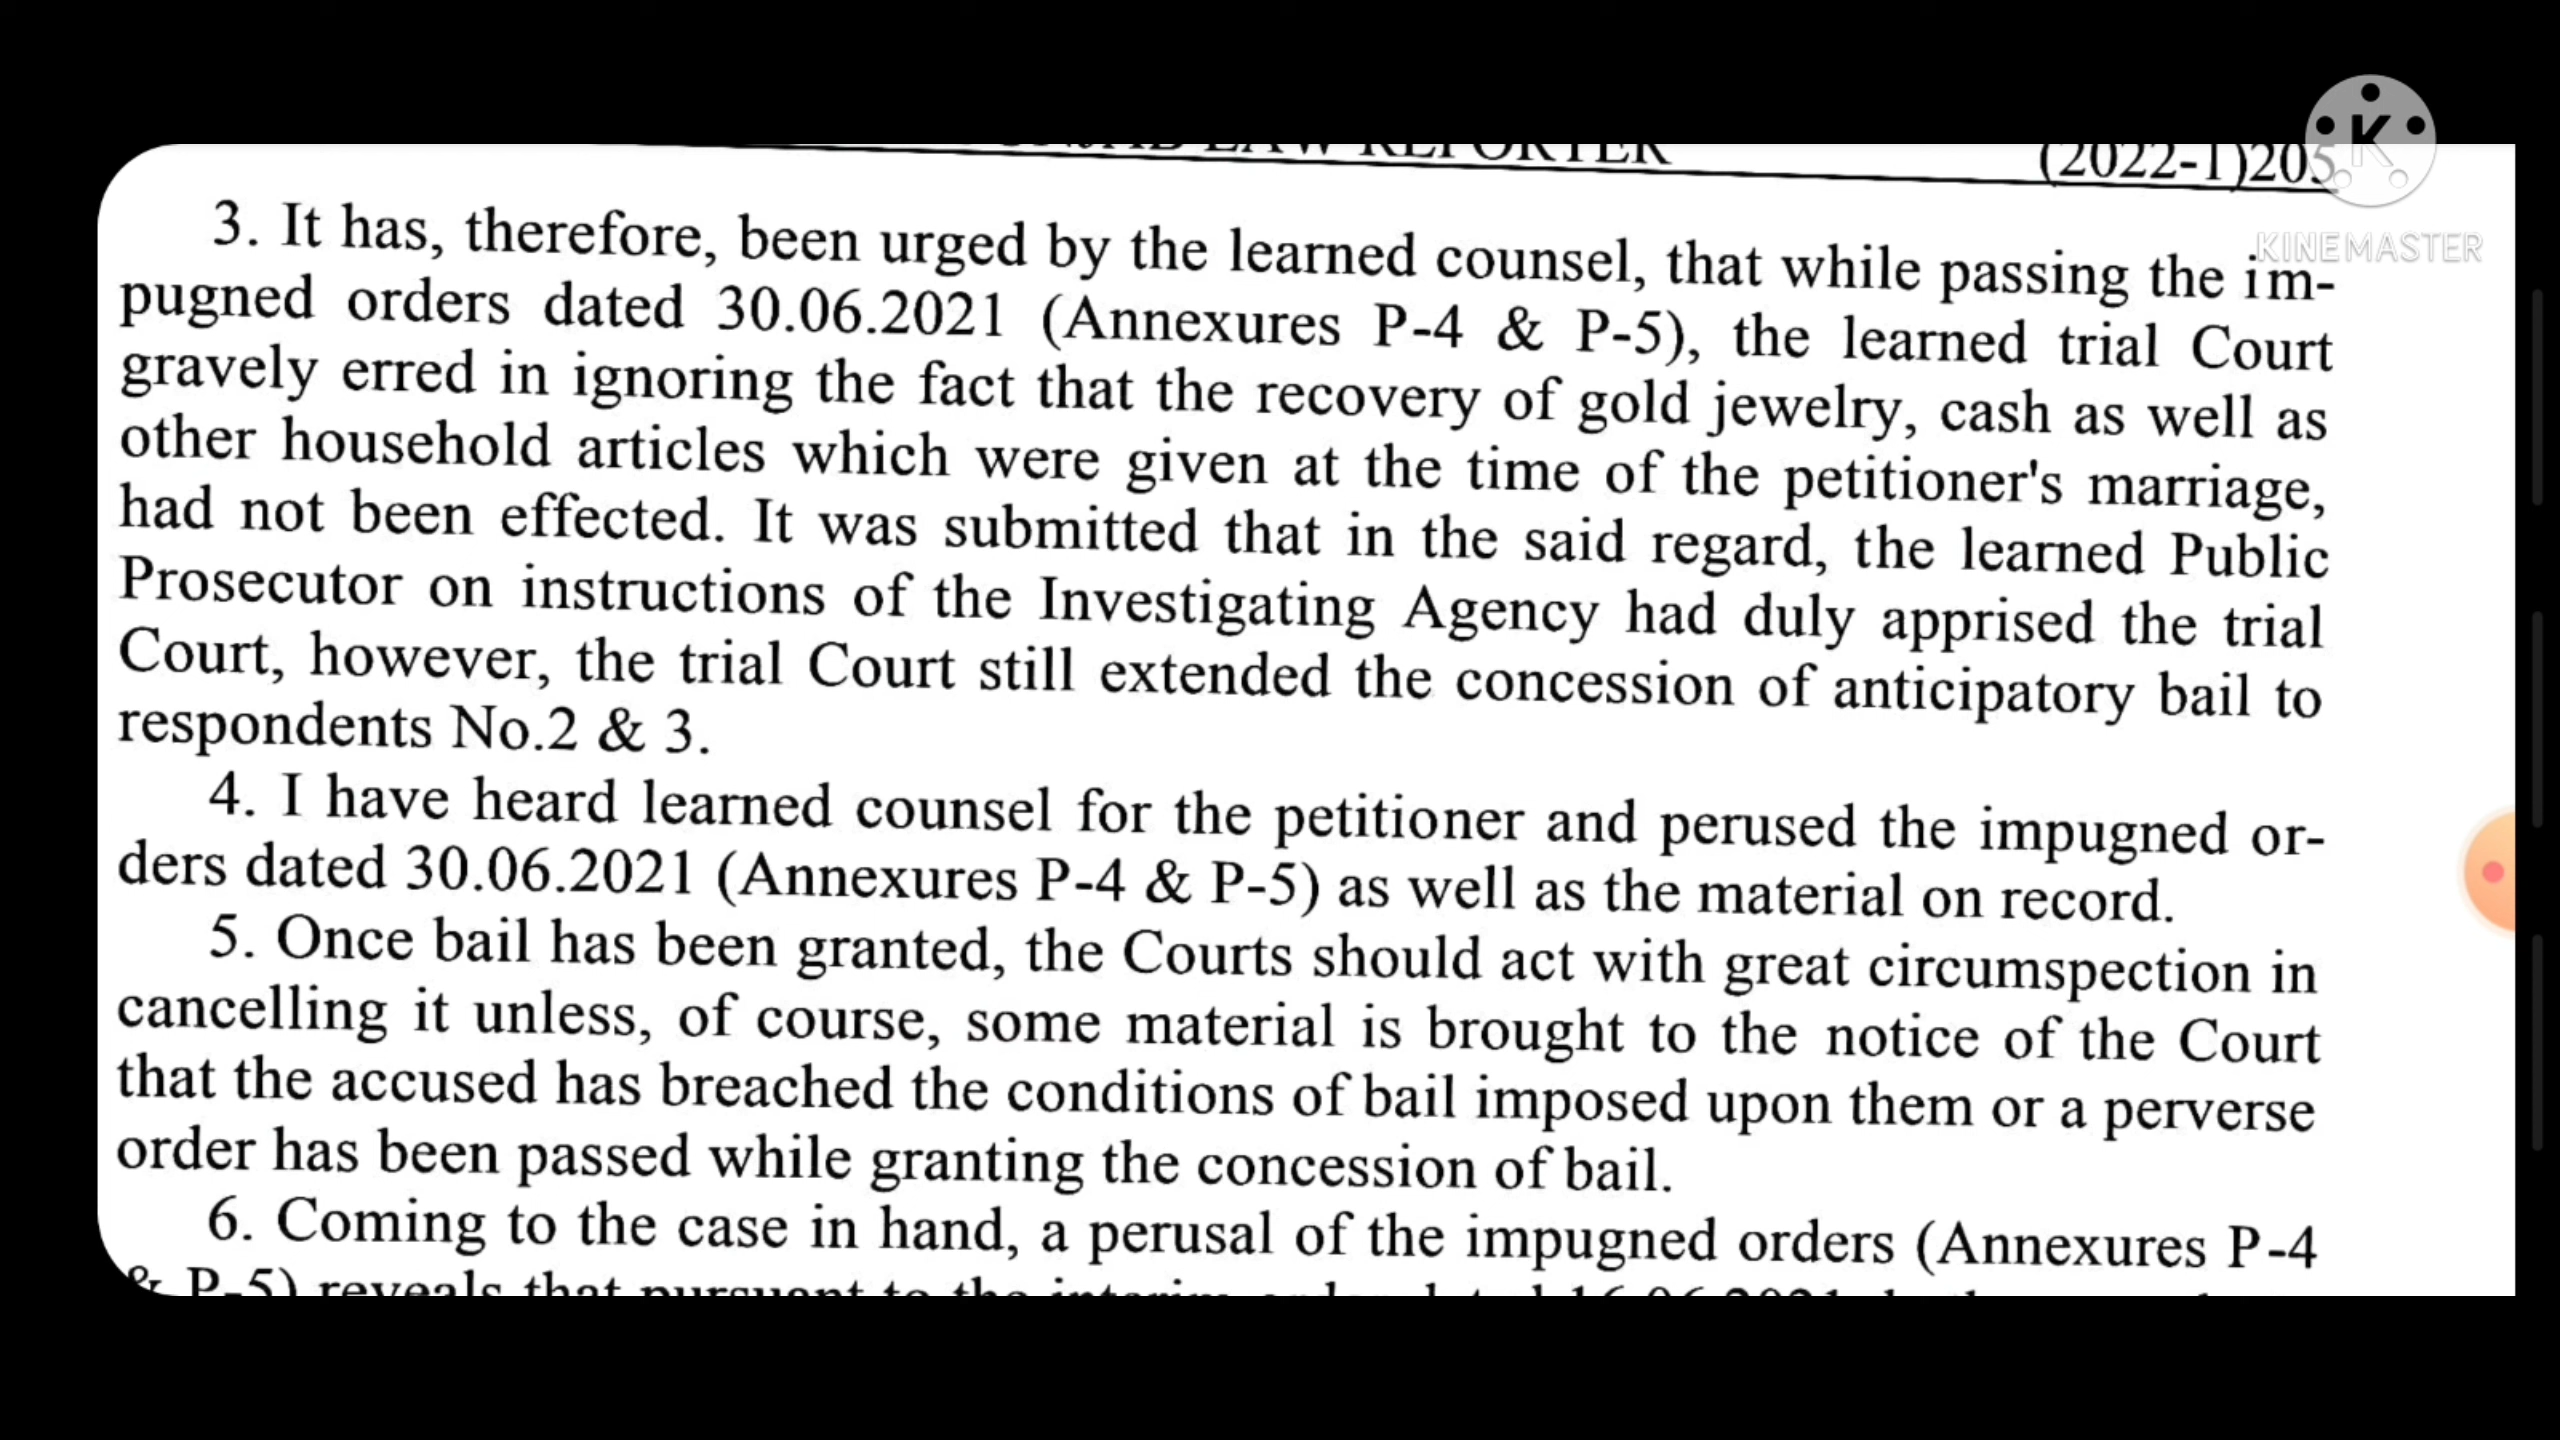 LAW REPORTER (2022-1)205
KINEMASTER
3. It has, therefore, been urged by the learned counsel, that while passing the im-
pugned orders dated 30.06.2021 (Annexures P-4 & P-5), the learned trial Court
gravely erred in ignoring the fact that the recovery of gold jewelry, cash as well as
other household articles which were given at the time of the petitioner's marriage,
had not been effected. It was submitted that in the said regard, the learned Public
Prosecutor on instructions of the Investigating Agency had duly apprised the trial
Court, however, the trial Court still extended the concession of anticipatory bail to
respondents No.2 & 3.
4. I have heard learned counsel for the petitioner and perused the impugned or-
ders dated 30.06.2021 (Annexures P-4 & P-5) as well as the material on record.
5. Once bail has been granted, the Courts should act with great circumspection in
cancelling it unless, of course, some material is brought to the notice of the Court
that the accused has breached the conditions of bail imposed upon them or a perverse
order has been passed while granting the concession of bail.
6. Coming to the case in hand, a perusal of the impugned orders (Annexures P-4
& P-5) reveals that pursuant to the interim